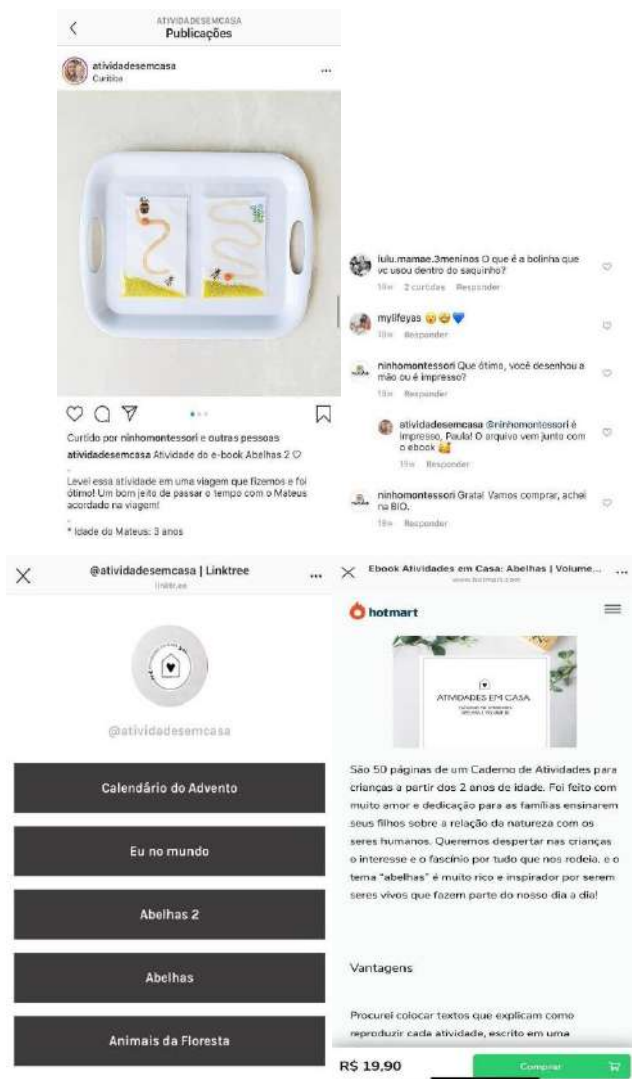 ATIVIDADESEMCASA
Publicações
atividadesemcasa
Curitiba
Curtido por ninhomontessori e outras pessoas
atividadesemcasa Atividade do e-book Abelhas 2
.
Levei essa atividade em uma viagem que fizemos e foi
ótimo! Um bom jeito de passar o tempo com o Mateus
acordado na viagem!
.
* Idade do Mateus: 3 anos
lulu.mamae.3meninos O que é a bolinha que
vc usou dentro do saquinho?
2 curtidas Responder
mylifeyas
Responder
ninhomontessori Que ótimo, você desenhou a
mão ou é impresso?
Responder
atividadesemcasa @ninhomontessori é
impresso, Paula! O arquivo vem junto com
o ebook
Responder
ninhomontessori Grata! Vamos comprar, achei
na BIO.
Responder
@atividadesemcasa | Linktree
linktr.ee
@atividadesemcasa
Calendário do Advento
Eu no mundo
Abelhas 2
Abelhas
Animais da Floresta
Ebook Atividades em Casa: Abelhas | Volume...
www.hotmart.com
hotmart
ATIVIDADES EM CASA
São 50 páginas de um Caderno de Atividades para
crianças a partir dos 2 anos de idade. Foi feito com
muito amor e dedicação para as famílias ensinarem
seus filhos sobre a relação da natureza com os
seres humanos. Queremos despertar nas crianças
o interesse e o fascínio por tudo que nos rodeia. e o
tema "abelhas" é muito rico e inspirador por serem
seres vivos que fazem parte do nosso dia a dia!
Vantagens
Procurei colocar textos que explicam como
reproduzir cada atividade, escrito em uma
R$ 19,90
Comprar